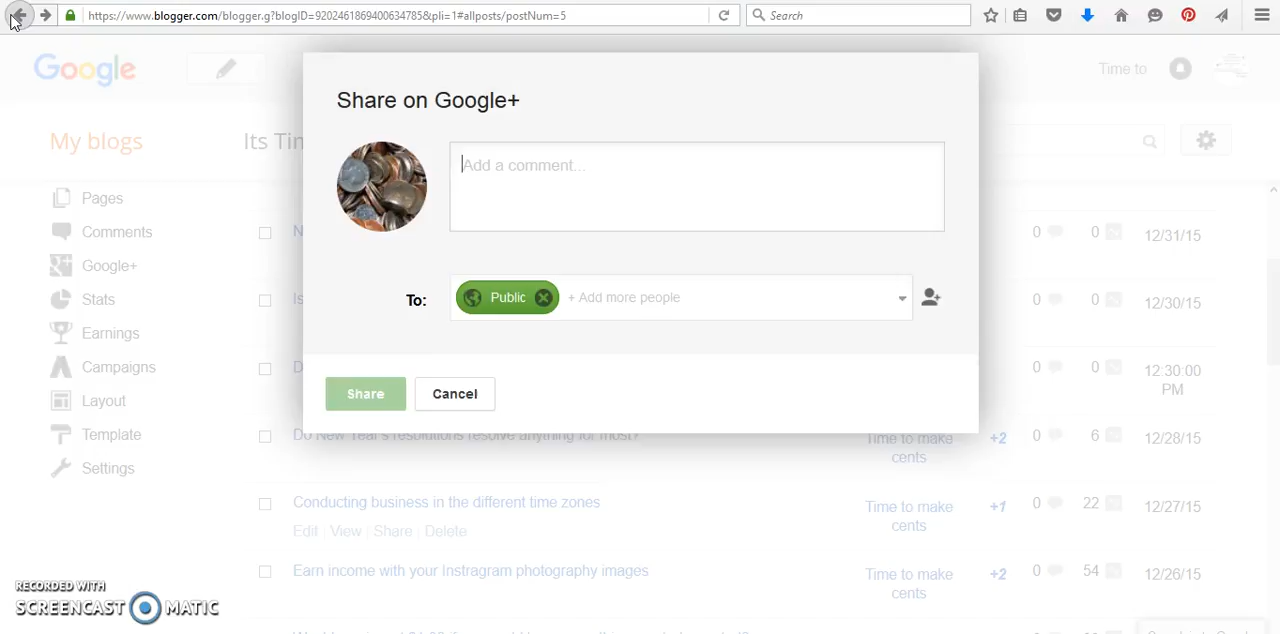 https://www.blogger.com/blogger.g?blogID=920246186940063478 5&pli=1#allposts/postNum=5
Search
Google
Time to
Share on Google+
My blogs
Its Tim
Add a comment...
Pages
Comments
N
0 0 12/31/15
Google+
To: Public + Add more people
Stats
Is
0 0 12/30/15
Earnings
Campaigns
D
0 0 12:30:00 PM
Share Cancel
Layout
Template
Do New Year's resolutions resolve anything for most?
Time to make cents
+2 0 6 12/28/15
Settings
Conducting business in the different time zones
Edit | View | Share | Delete
Time to make cents
+1 0 22 12/27/15
Earn income with your Instragram photography images
Time to make cents
+2 0 54 12/26/15
RECORDED WITH
SCREENCAST MATIC